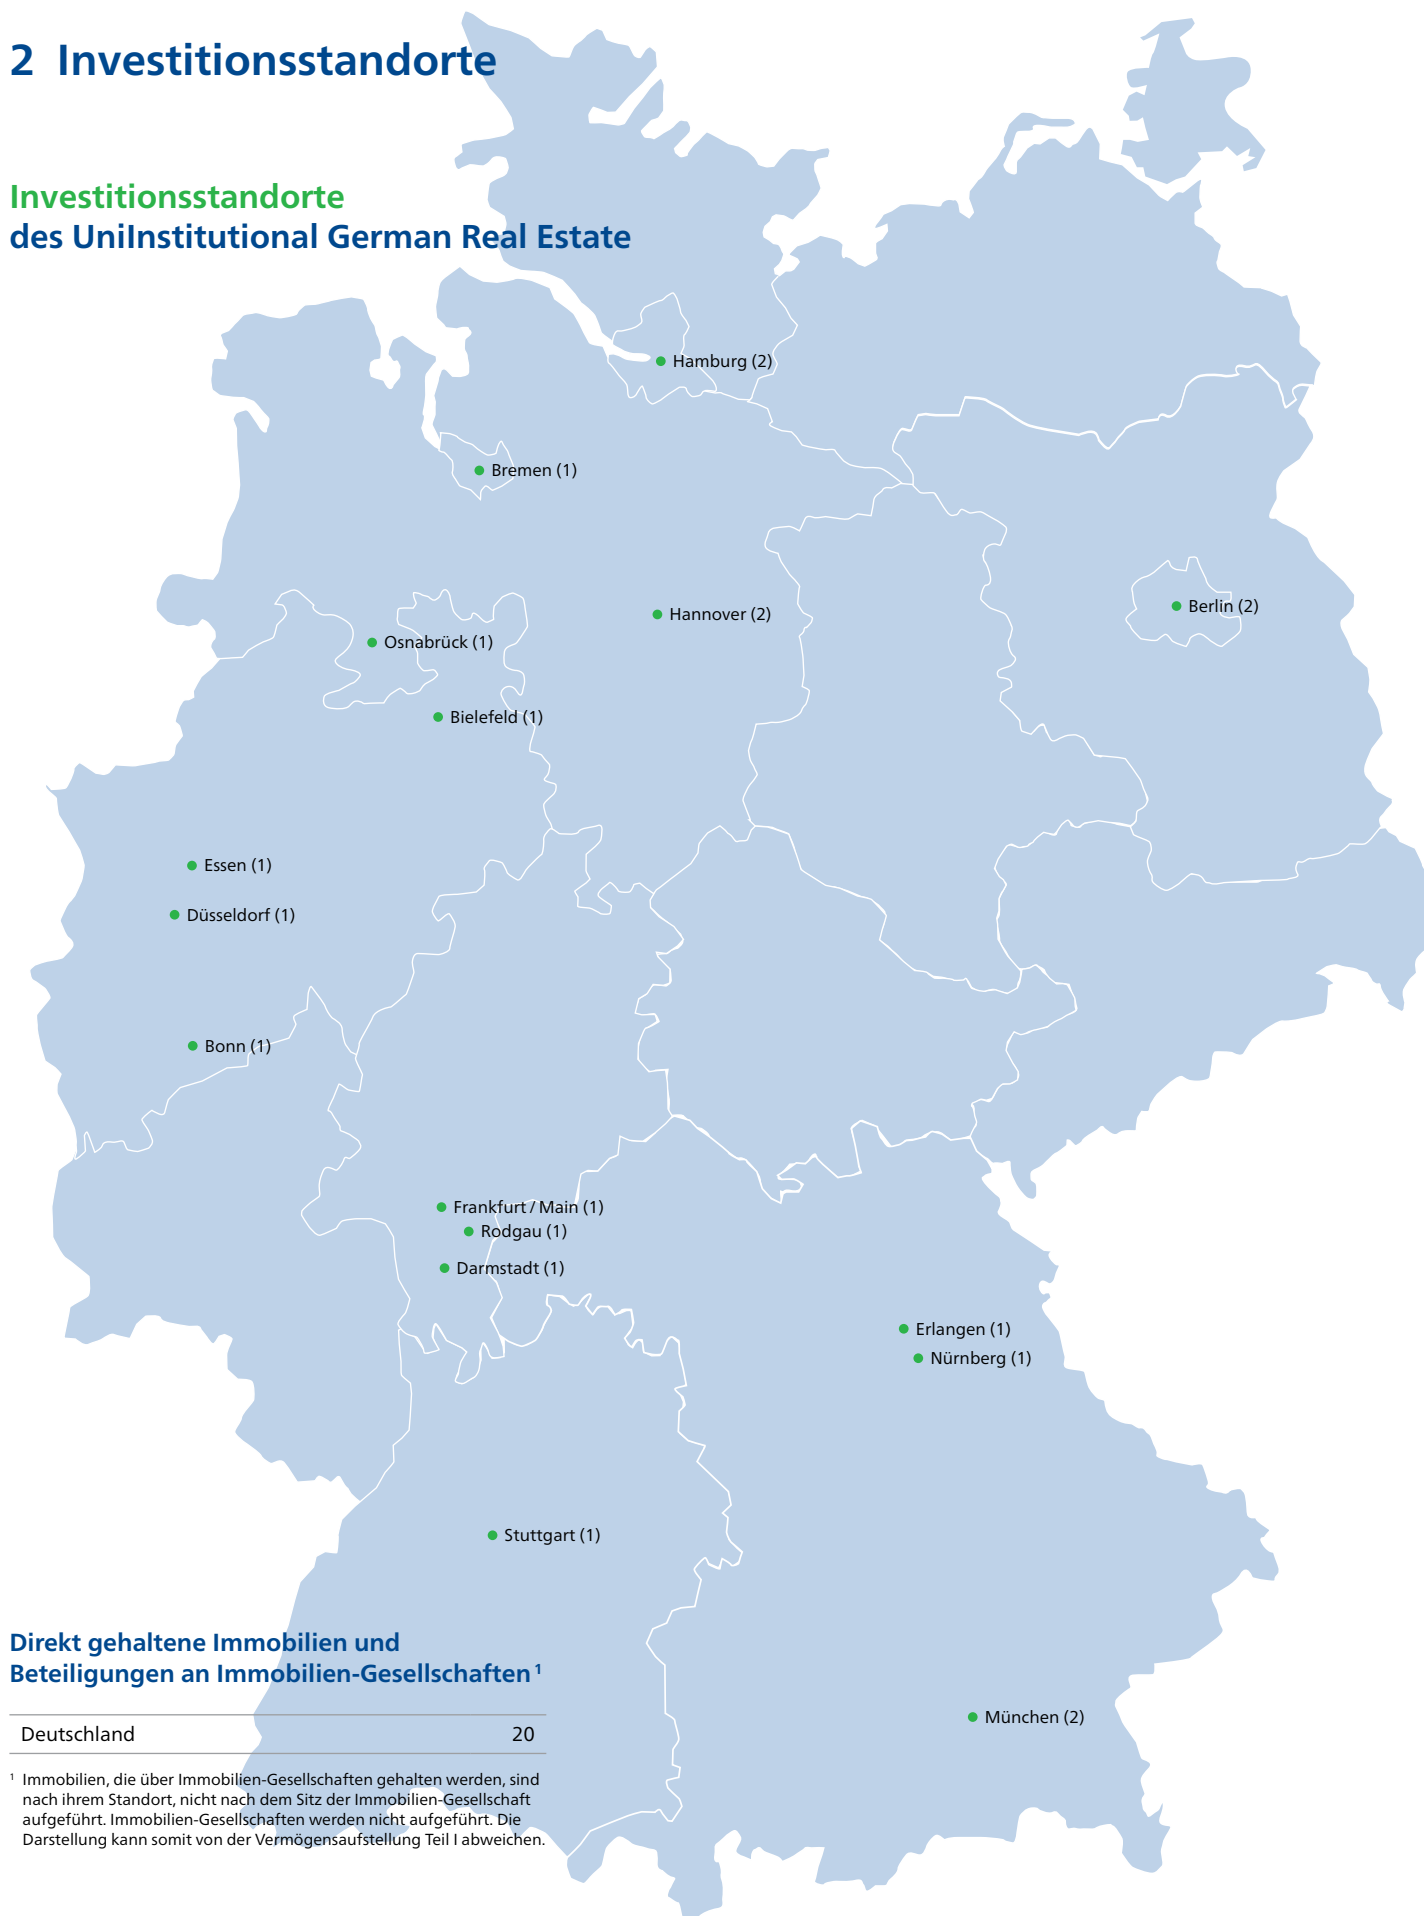 2 Investitionsstandorte
Investitionsstandorte
des UniInstitutional German Real Estate
Hamburg (2)
Bremen (1)
Hannover (2)
Berlin (2)
Osnabrück (1)
Bielefeld (1)
Essen (1)
Düsseldorf (1)
Bonn (1)
Frankfurt / Main (1)
Rodgau (1)
Darmstadt (1)
Erlangen (1)
Nürnberg (1)
Stuttgart (1)
München (2)
Direkt gehaltene Immobilien und
Beteiligungen an Immobilien-Gesellschaften ¹
Deutschland 20
¹ Immobilien, die über Immobilien-Gesellschaften gehalten werden, sind
nach ihrem Standort, nicht nach dem Sitz der Immobilien-Gesellschaft
aufgeführt. Immobilien-Gesellschaften werden nicht aufgeführt. Die
Darstellung kann somit von der Vermögensaufstellung Teil I abweichen.